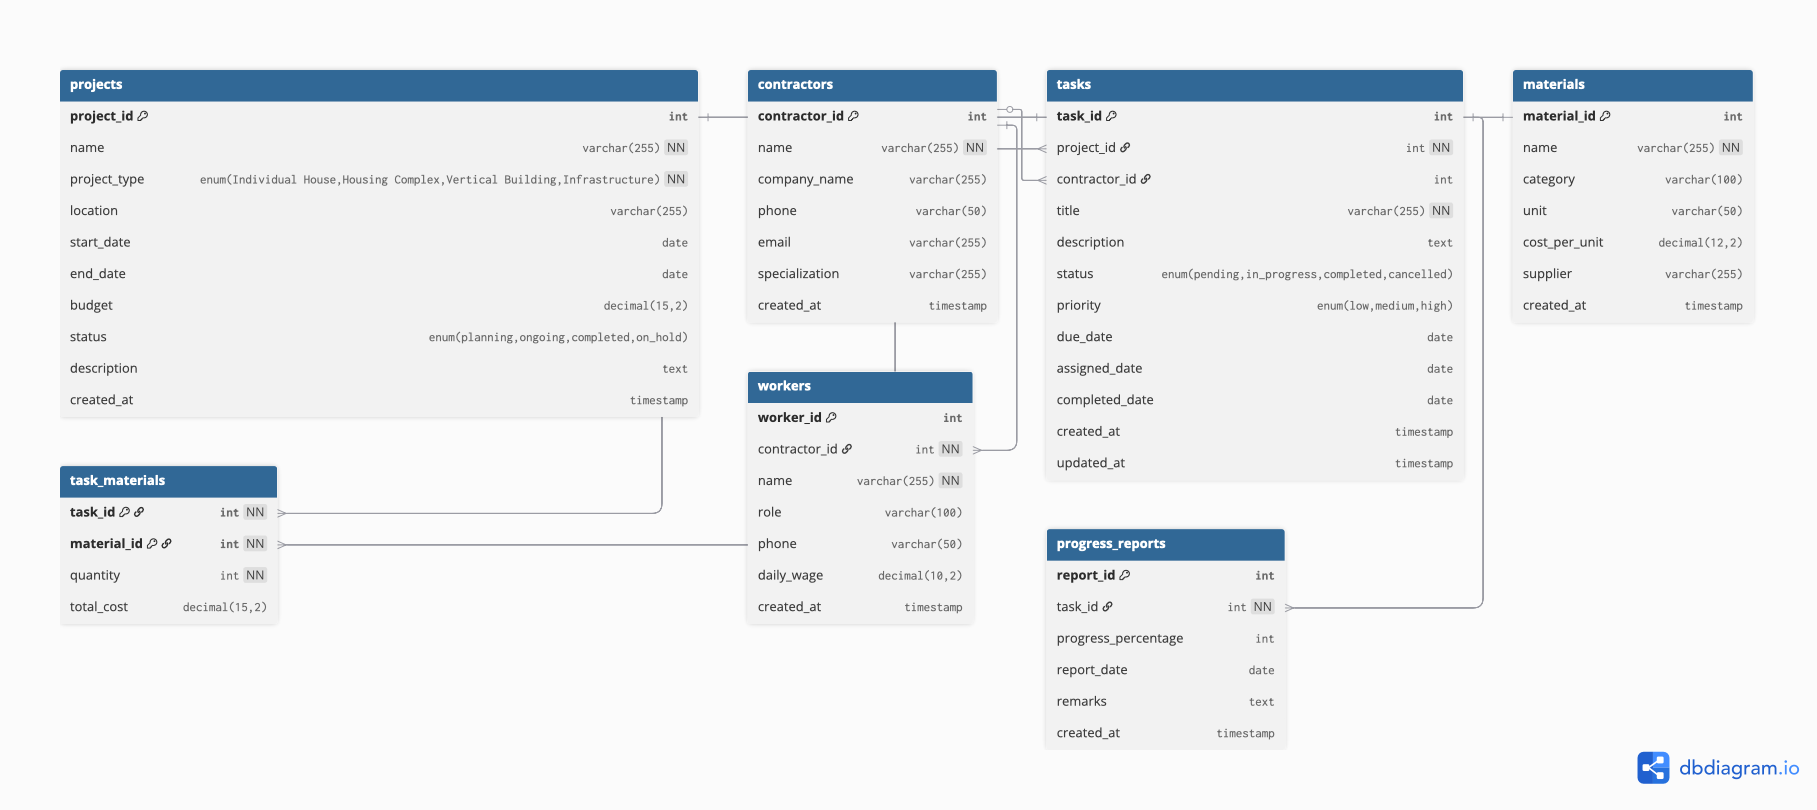 projects
project_id int
name varchar(255) NN
project_type enum(Individual House,Housing Complex,Vertical Building,Infrastructure) NN
location varchar(255)
start_date date
end_date date
budget decimal(15,2)
status enum(planning,ongoing,completed,on_hold)
description text
created_at timestamp
contractors
contractor_id int
name varchar(255) NN
company_name varchar(255)
phone varchar(50)
email varchar(255)
specialization varchar(255)
created_at timestamp
tasks
task_id int
project_id int NN
contractor_id int
title varchar(255) NN
description text
status enum(pending,in_progress,completed,cancelled)
priority enum(low,medium,high)
due_date date
assigned_date date
completed_date date
created_at timestamp
updated_at timestamp
materials
material_id int
name varchar(255) NN
category varchar(100)
unit varchar(50)
cost_per_unit decimal(12,2)
supplier varchar(255)
created_at timestamp
task_materials
task_id int NN
material_id int NN
quantity int NN
total_cost decimal(15,2)
workers
worker_id int
contractor_id int NN
name varchar(255) NN
role varchar(100)
phone varchar(50)
daily_wage decimal(10,2)
created_at timestamp
progress_reports
report_id int
task_id int NN
progress_percentage int
report_date date
remarks text
created_at timestamp
dbdiagram.io